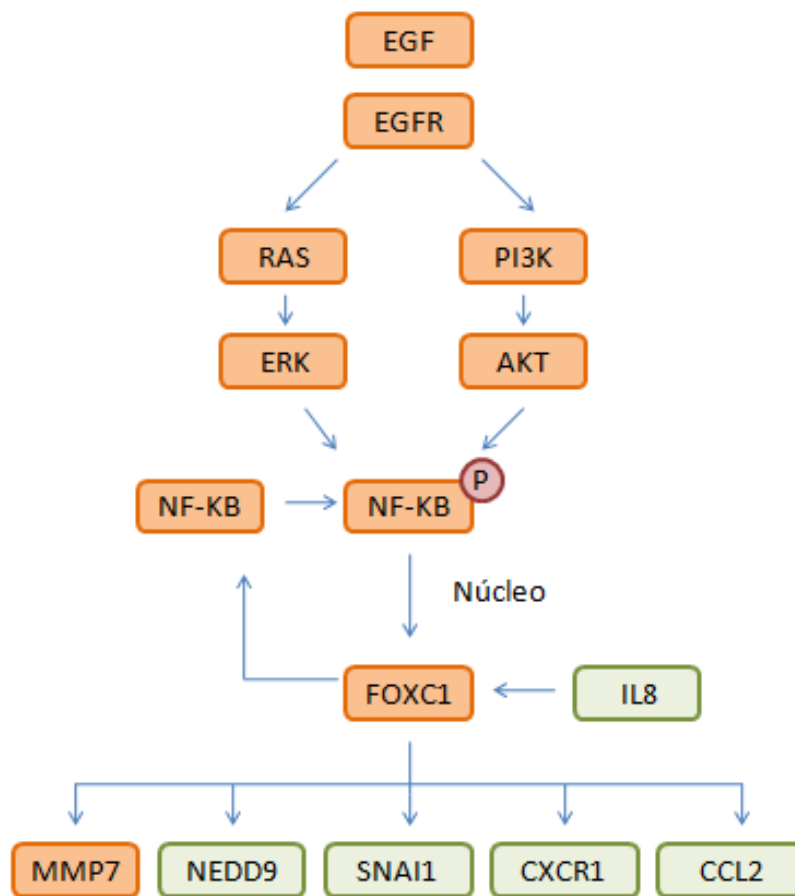 EGF
EGFR
RAS
PI3K
ERK
AKT
P
NF-KB
NF-KB
Núcleo
FOXC1
IL8
MMP7
NEDD9
SNAI1
CXCR1
CCL2